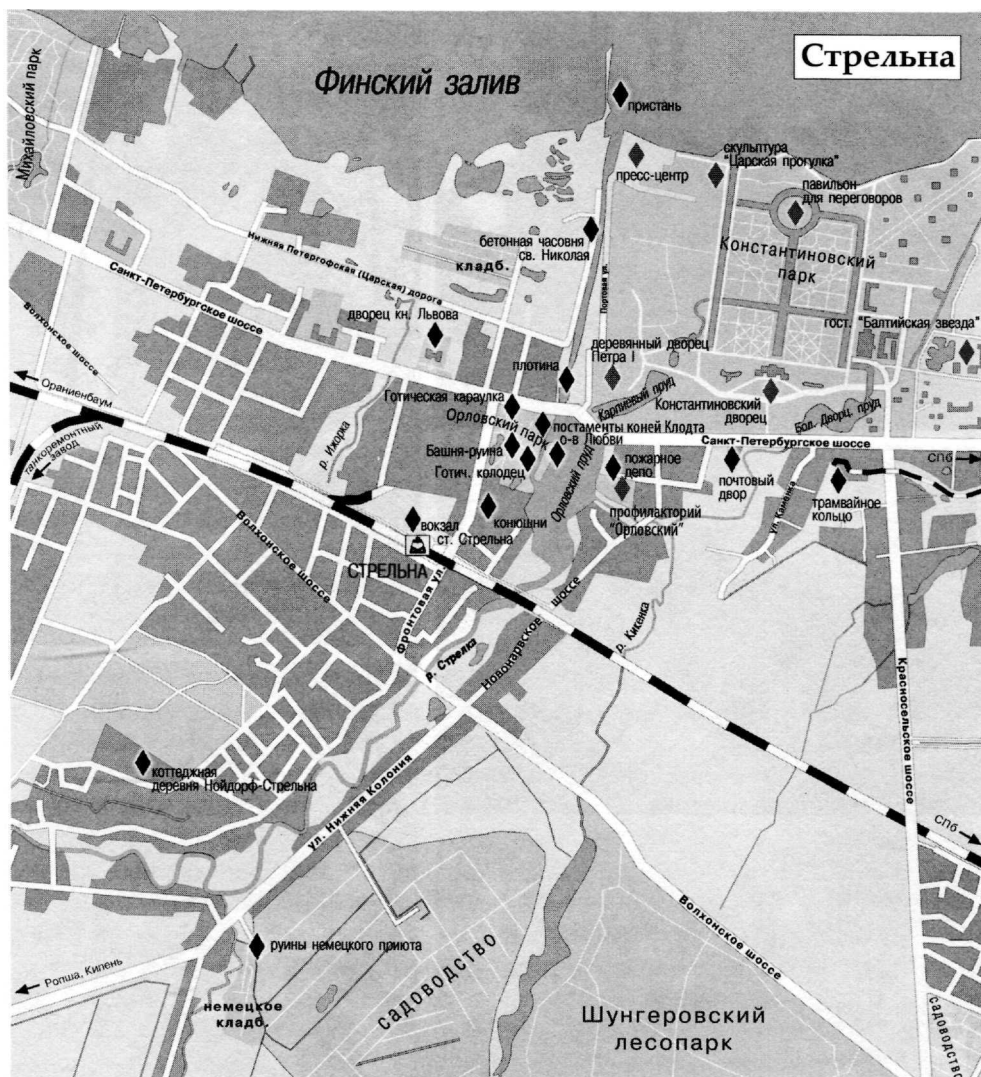 Стрельна
Финский залив
Михайловский парк
пристань
скульптура
"Царская прогулка"
пресс-центр
павильон
для переговоров
бетонная часовня
св. Николая
Константиновский
парк
Нижняя Петергофская (Царская) дорога
кладб.
Портовая ул.
Санкт-Петербургское шоссе
Волхонское шоссе
дворец кн. Львова
гост. "Балтийская звезда"
деревянный дворец
Петра I
плотина
Ораниенбаум
Готическая караулка
Карпиевый пруд
Константиновский
дворец
Бол. Дворц. пруд
Орловский парк
постаменты коней Клодта
о-в Любви
Санкт-Петербургское шоссе
СПб
танкоремонтный
завод
р. Ижорка
Башня-руина
Готич. колодец
Орловский пруд
пожарное
депо
почтовый
двор
ул. Каменка
трамвайное
кольцо
профилакторий
"Орловский"
конюшни
вокзал
ст. Стрельна
СТРЕЛЬНА
Волхонское шоссе
Фронтовая ул.
р. Стрелка
Новонарвское шоссе
р. Кикенка
Красносельское шоссе
коттеджная
деревня Нойдорф-Стрельна
ул. Нижняя Колония
СПб
Волхонское шоссе
руины немецкого приюта
Ропша, Кипень
немецкое
кладб.
САДОВОДСТВО
Шунгеровский
лесопарк
САДОВОДСТВО